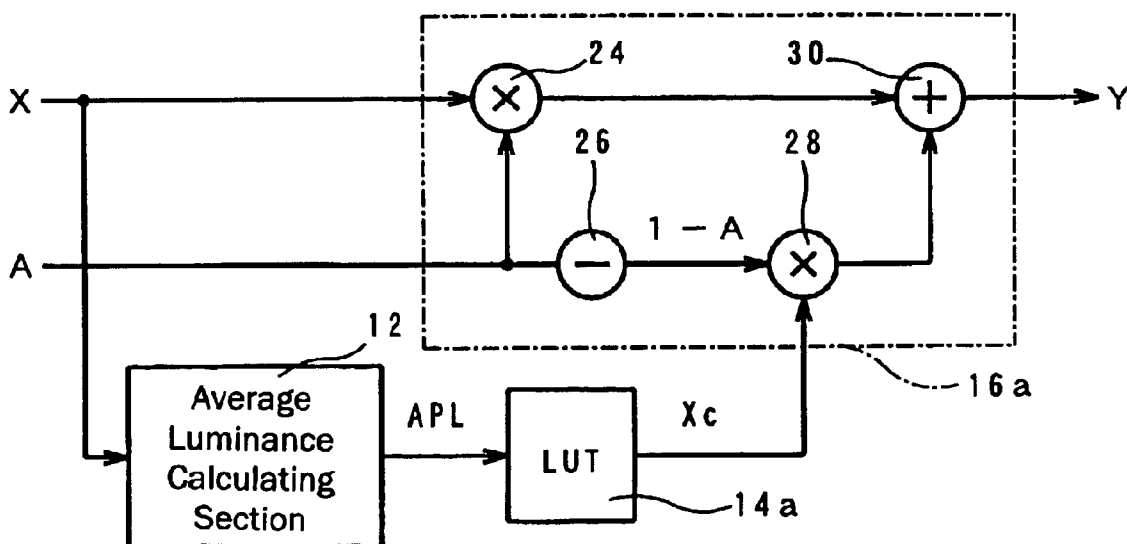 24
30
X
Y
26
28
1 - A
A
12
16a
Average
Luminance
Calculating
Section
APL
LUT
Xc
14a